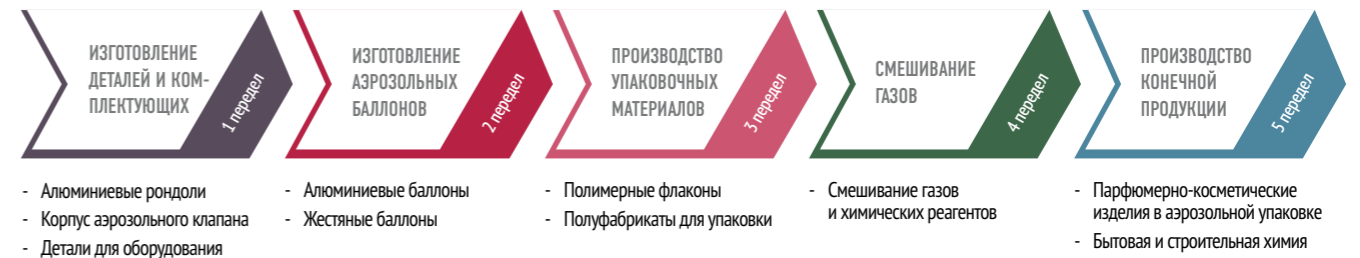 ИЗГОТОВЛЕНИЕ
ДЕТАЛЕЙ И КОМ-
ПЛЕКТУЮЩИХ
1 передел
- Алюминиевые рондоли
- Корпус аэрозольного клапана
- Детали для оборудования
ИЗГОТОВЛЕНИЕ
АЭРОЗОЛЬНЫХ
БАЛЛОНОВ
2 передел
- Алюминиевые баллоны
- Жестяные баллоны
ПРОИЗВОДСТВО
УПАКОВОЧНЫХ
МАТЕРИАЛОВ
3 передел
- Полимерные флаконы
- Полуфабрикаты для упаковки
СМЕШИВАНИЕ
ГАЗОВ
4 передел
- Смешивание газов
и химических реагентов
ПРОИЗВОДСТВО
КОНЕЧНОЙ
ПРОДУКЦИИ
5 передел
- Парфюмерно-косметические
изделия в аэрозольной упаковке
- Бытовая и строительная химия